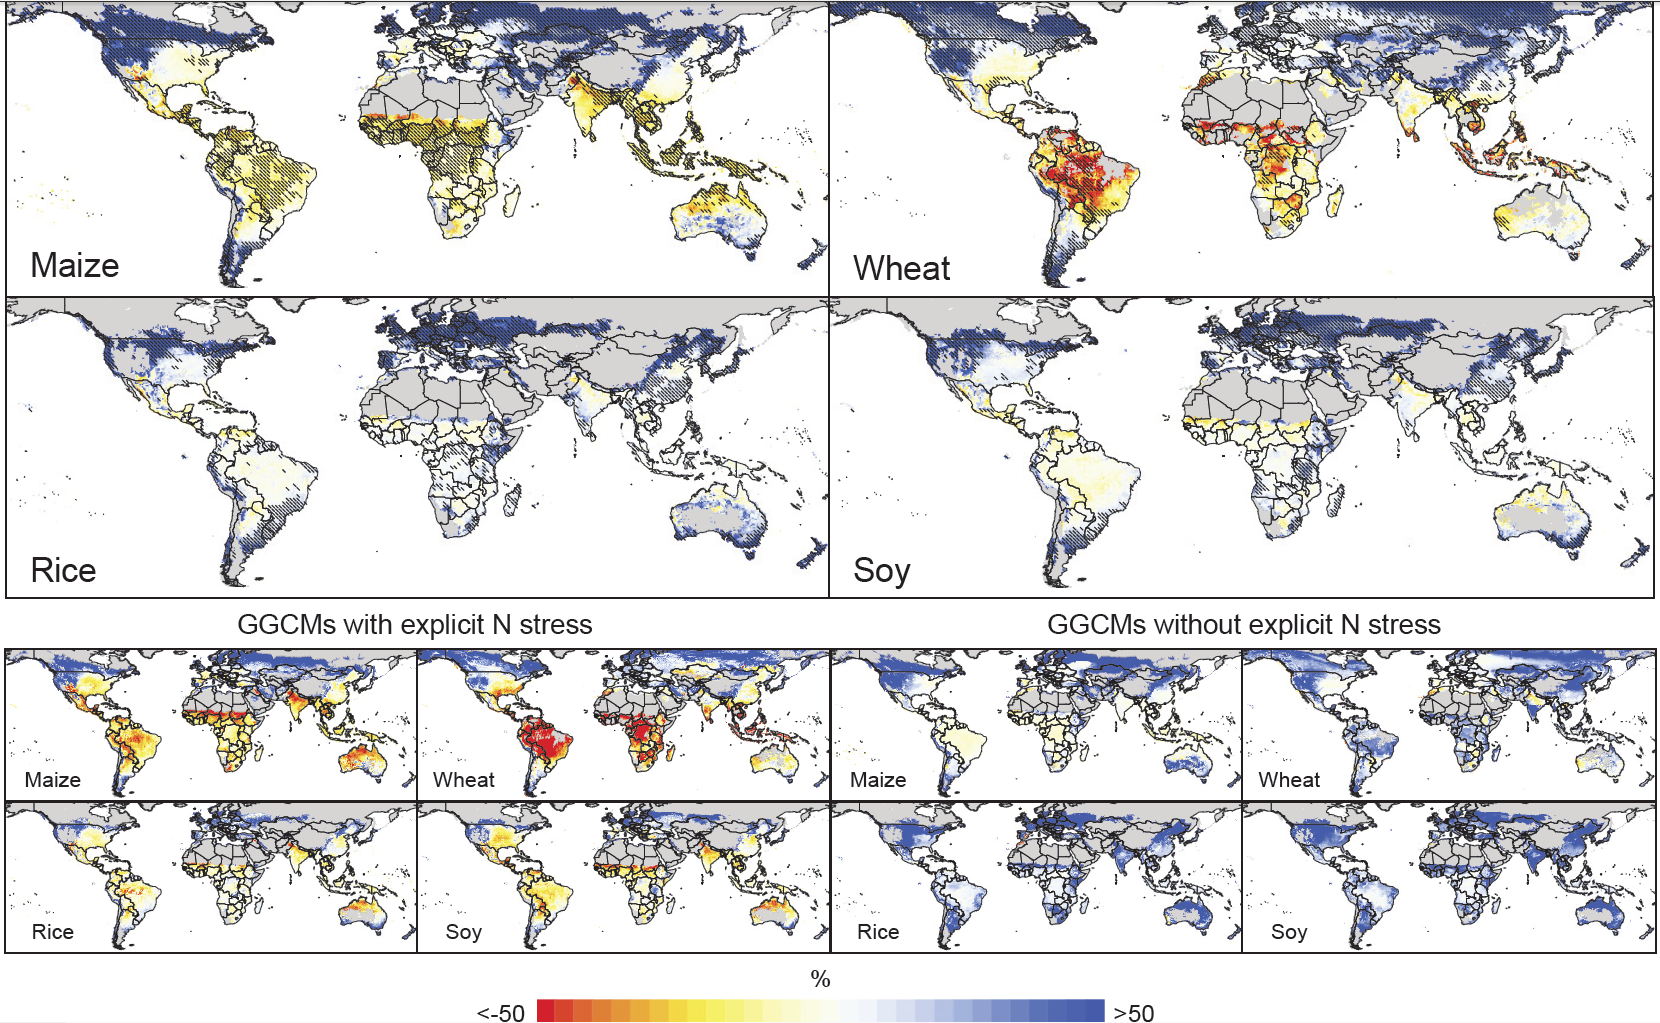 Maize
Wheat
Rice
Soy
GGCMs with explicit N stress
GGCMs without explicit N stress
Maize
Wheat
Maize
Wheat
Rice
Soy
Rice
Soy
%
<-50
>50